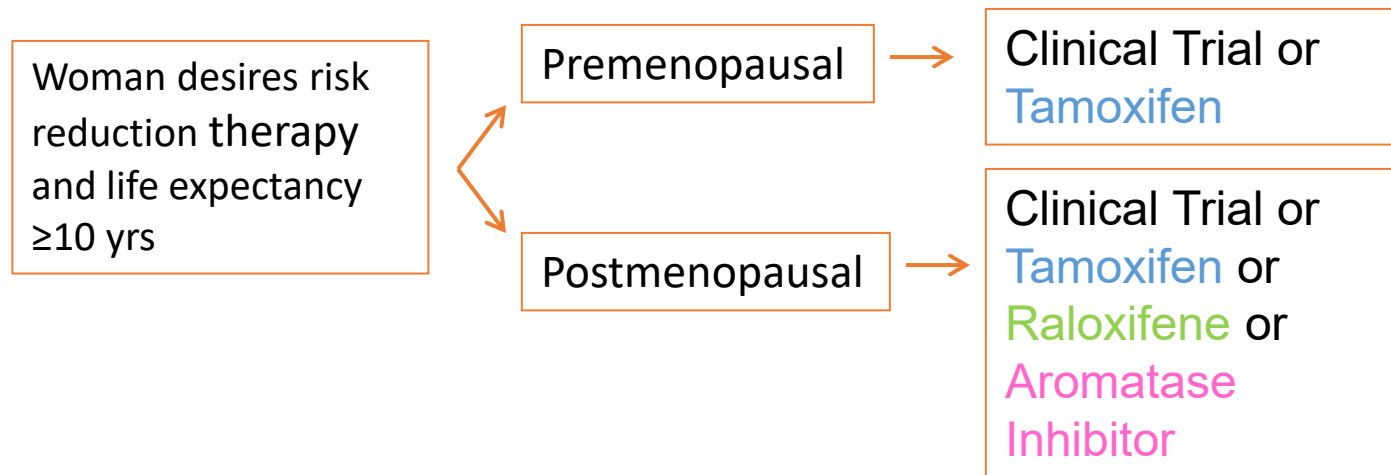 Woman desires risk
reduction therapy
and life expectancy
≥10 yrs
Premenopausal
Clinical Trial or
Tamoxifen
Postmenopausal
Clinical Trial or
Tamoxifen or
Raloxifene or
Aromatase
Inhibitor